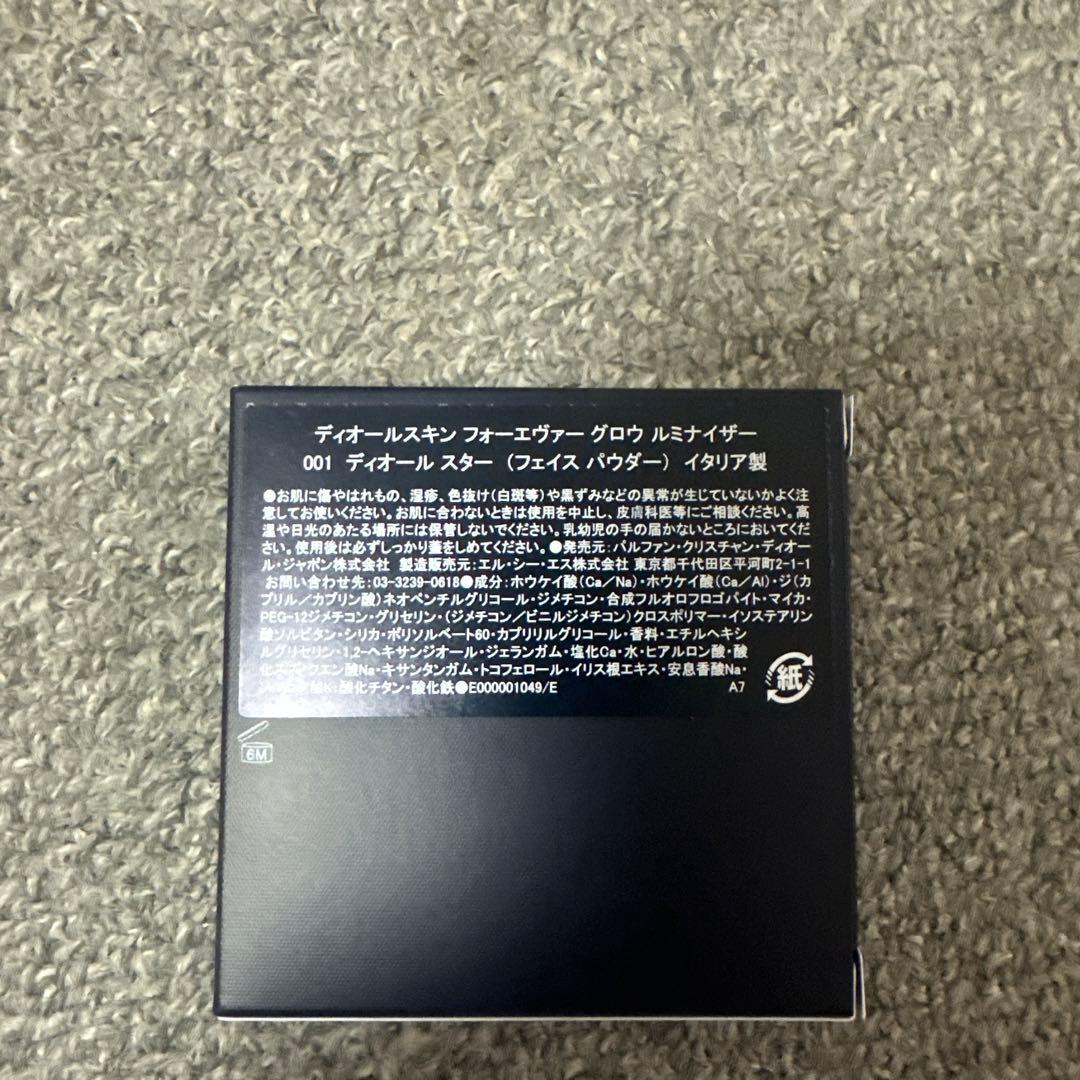 ディオールスキン フォーエヴァー グロウ ルミナイザー
001 ディオール スター (フェイス パウダー) イタリア製
●お肌に傷やはれもの、湿疹、色抜け(白斑等)や黒ずみなどの異常が生じていないかよく注
意してお使いください。お肌に合わないときは使用を中止し、皮膚科医等にご相談ください。高
温や日光のあたる場所には保管しないでください。乳幼児の手の届かないところにおいてくだ
さい。使用後は必ずしっかり蓋をしめてください。●発売元:パルファン・クリスチャン・ディオー
ル・ジャポン株式会社 製造販売元:エル・シー・エス株式会社 東京都千代田区平河町2-1-1
お問い合わせ先:03-3239-0618●成分:ホウケイ酸(Ca/Na)・ホウケイ酸(Ca/Al)・ジ(カ
プリル/カプリン酸)ネオペンチルグリコール・ジメチコン・合成フルオロフロゴパイト・マイカ・
PEG-12ジメチコン・グリセリン・(ジメチコン/ビニルジメチコン)クロスポリマー・イソステアリン
酸ソルビタン・シリカ・ポリソルベート60・カプリリルグリコール・香料・エチルヘキシ
ルグリセリン・1,2-ヘキサンジオール・ジェランガム・塩化Ca・水・ヒアルロン酸・酸
化スズ・クエン酸Na・キサンタンガム・トコフェロール・イリス根エキス・安息香酸Na・
酸K・酸化チタン・酸化鉄●E000001049/E A7
紙
6M